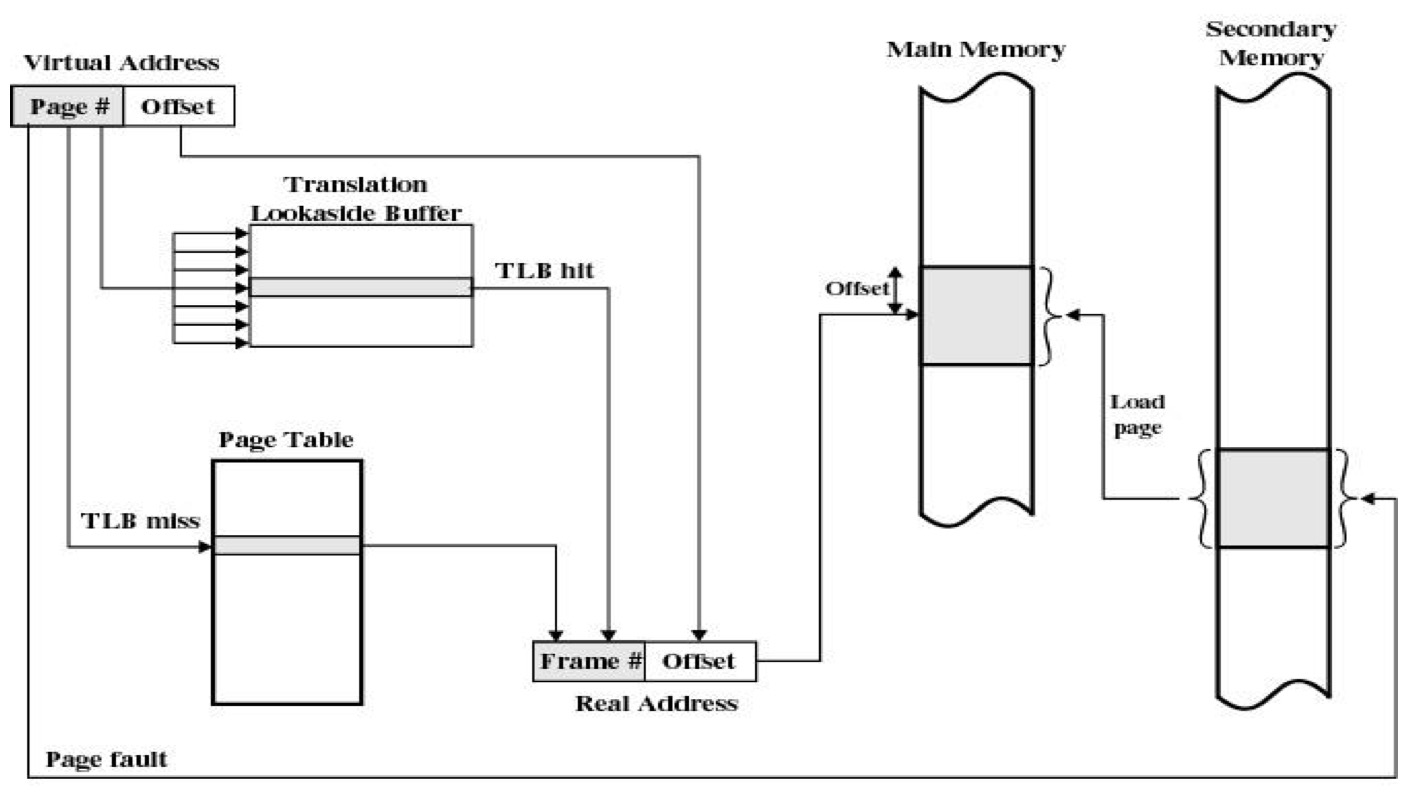 Virtual Address
Page # Offset
Main Memory
Secondary
Memory
Translation
Lookaside Buffer
TLB hit
Offset
Load
page
Page Table
TLB miss
Frame # Offset
Real Address
Page fault